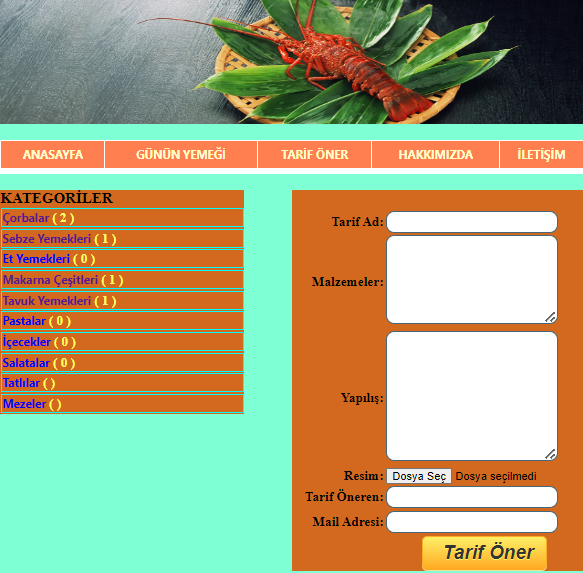 ANASAYFA GÜNÜN YEMEĞİ TARİF ÖNER HAKKIMIZDA İLETİŞİM
KATEGORİLER
Çorbalar ( 2 )
Sebze Yemekleri ( 1 )
Et Yemekleri ( 0 )
Makarna Çeşitleri ( 1 )
Tavuk Yemekleri ( 1 )
Pastalar ( 0 )
İçecekler ( 0 )
Salatalar ( 0 )
Tatlılar ( )
Mezeler ( )
Tarif Ad:
Malzemeler:
Yapılış:
Resim: Dosya Seç Dosya seçilmedi
Tarif Öneren:
Mail Adresi:
Tarif Öner